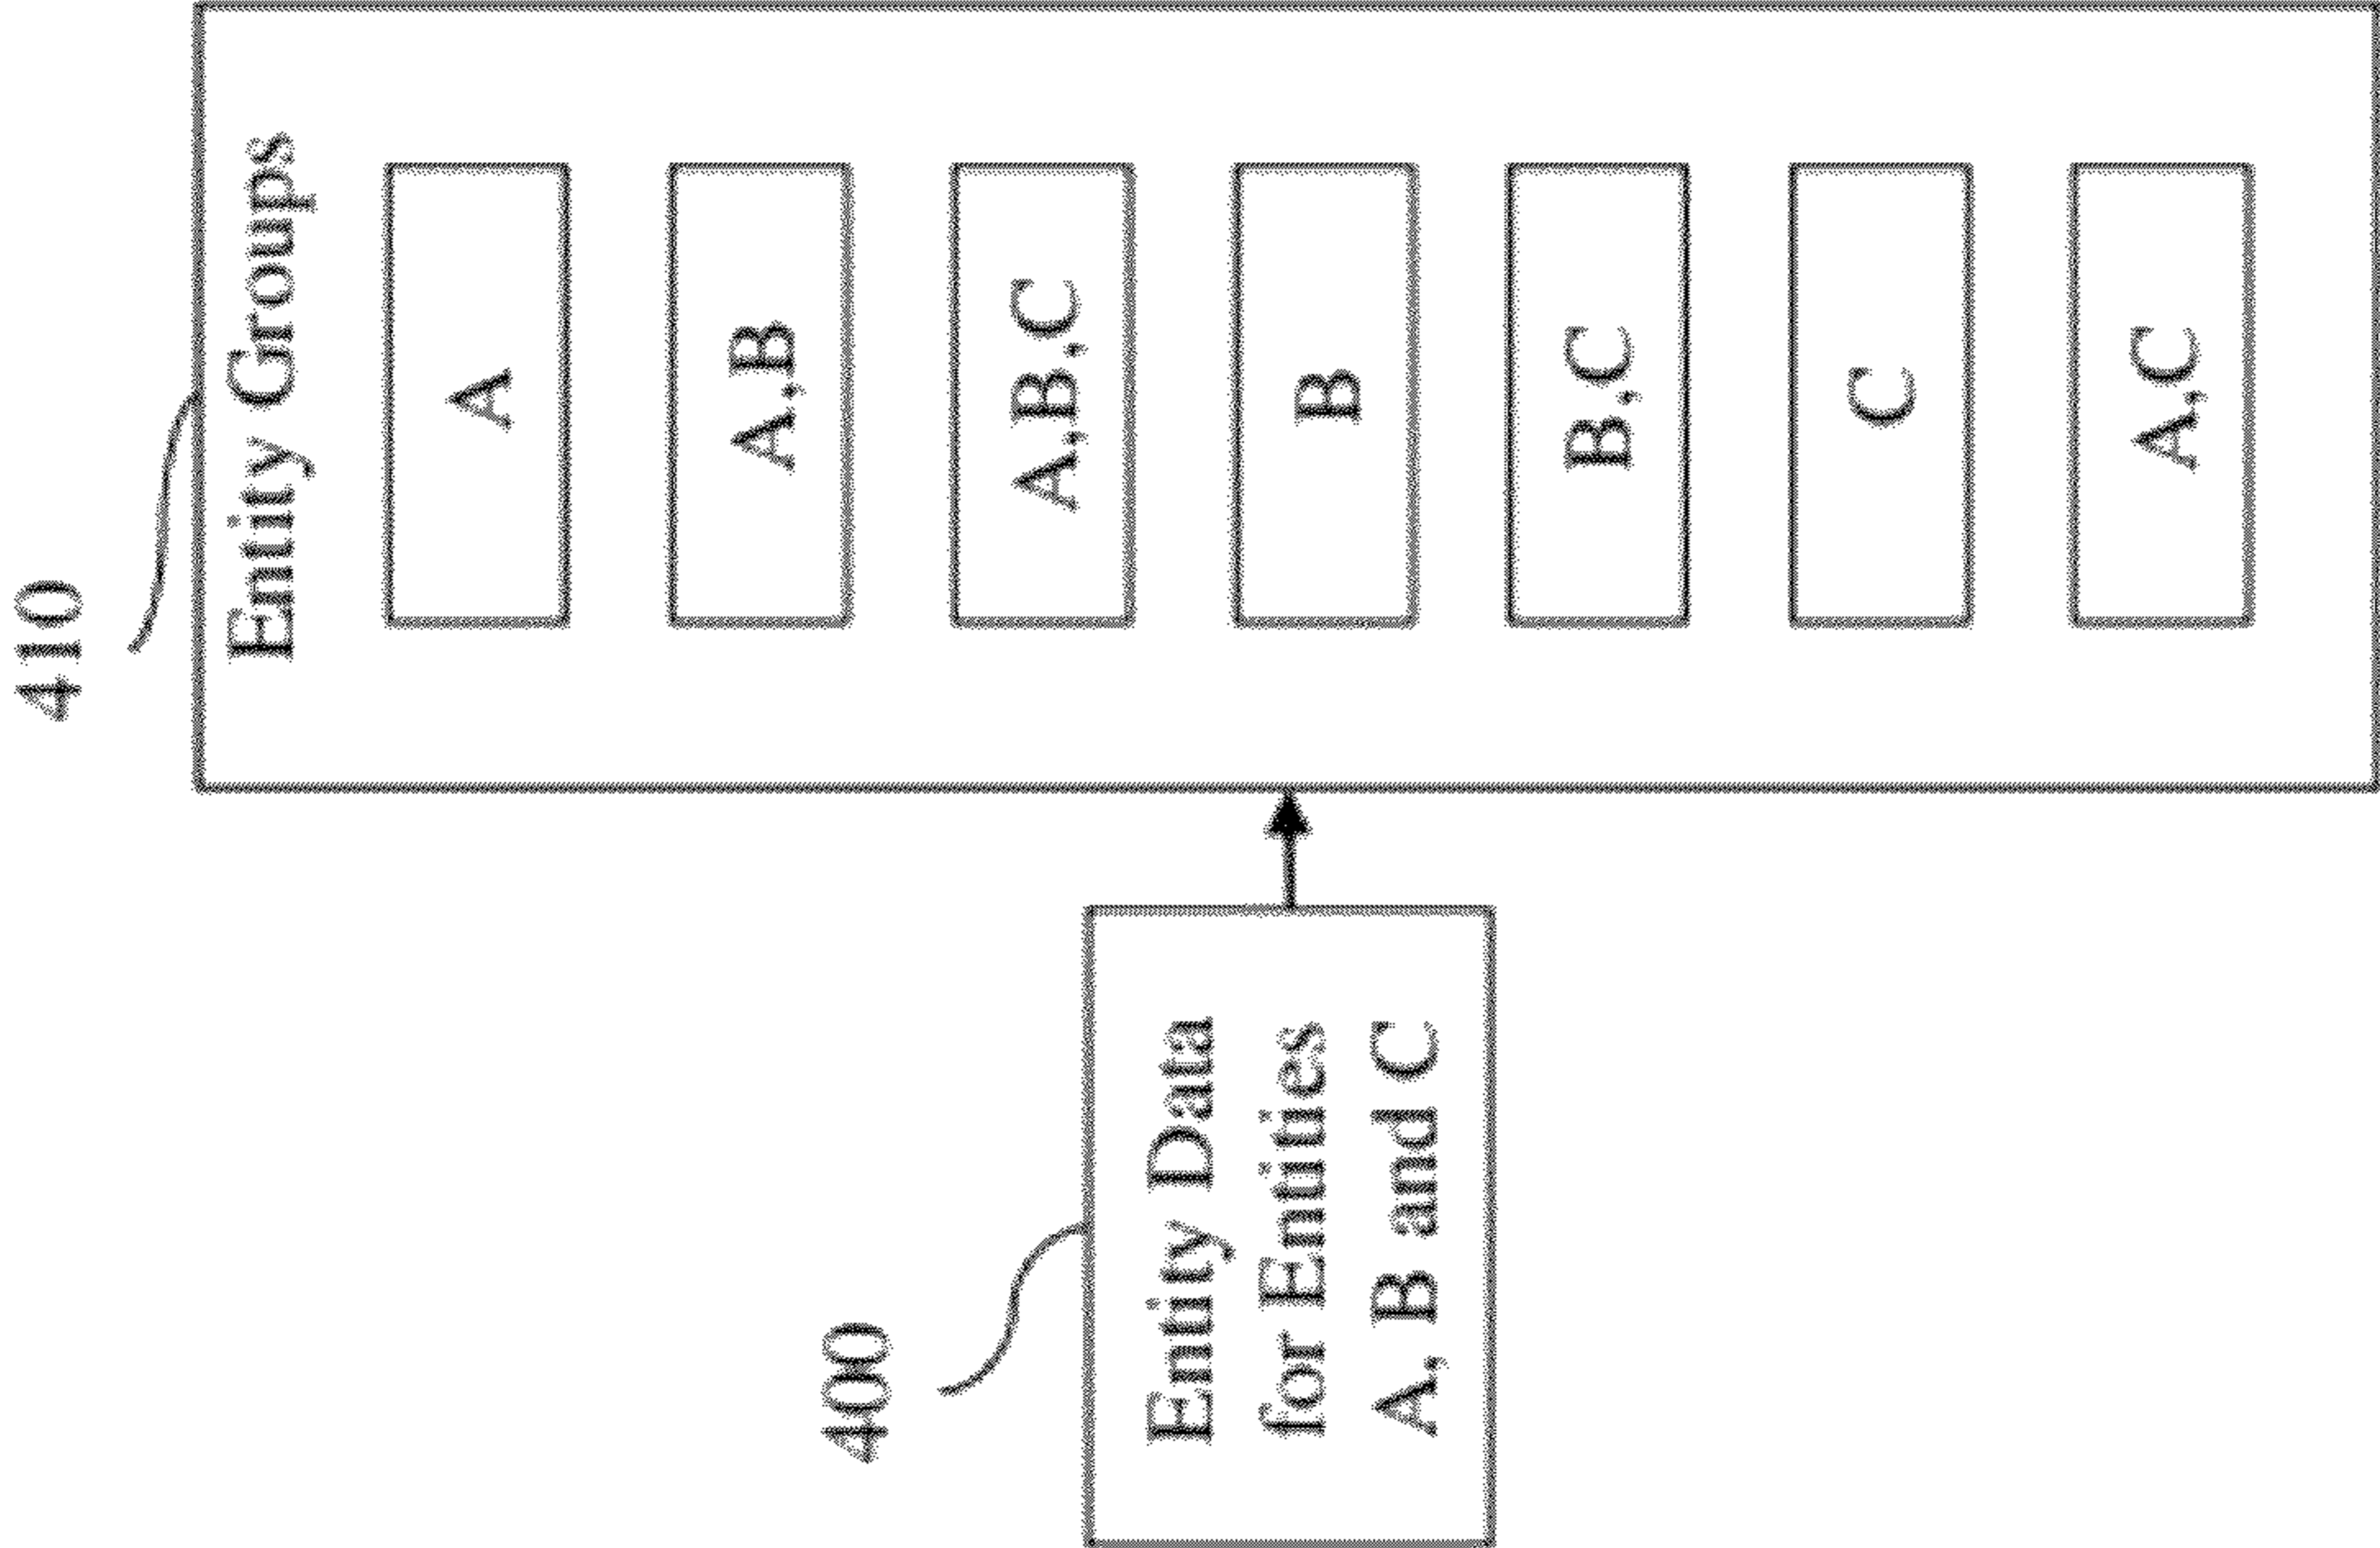 400
Entity Data
for Entities
A, B and C
410
Entity Groups
A
A,B
A,B,C
B
B,C
C
A,C